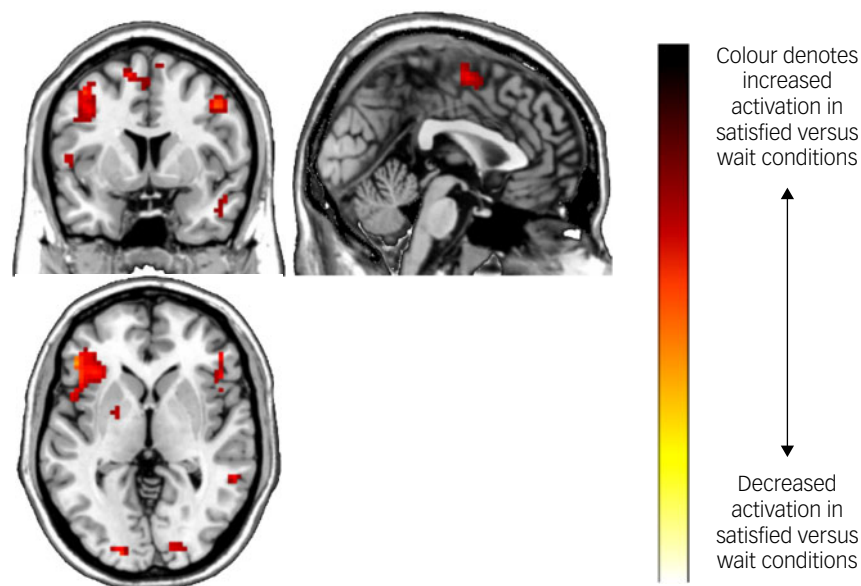 Colour denotes
increased
activation in
satisfied versus
wait conditions
Decreased
activation in
satisfied versus
wait conditions